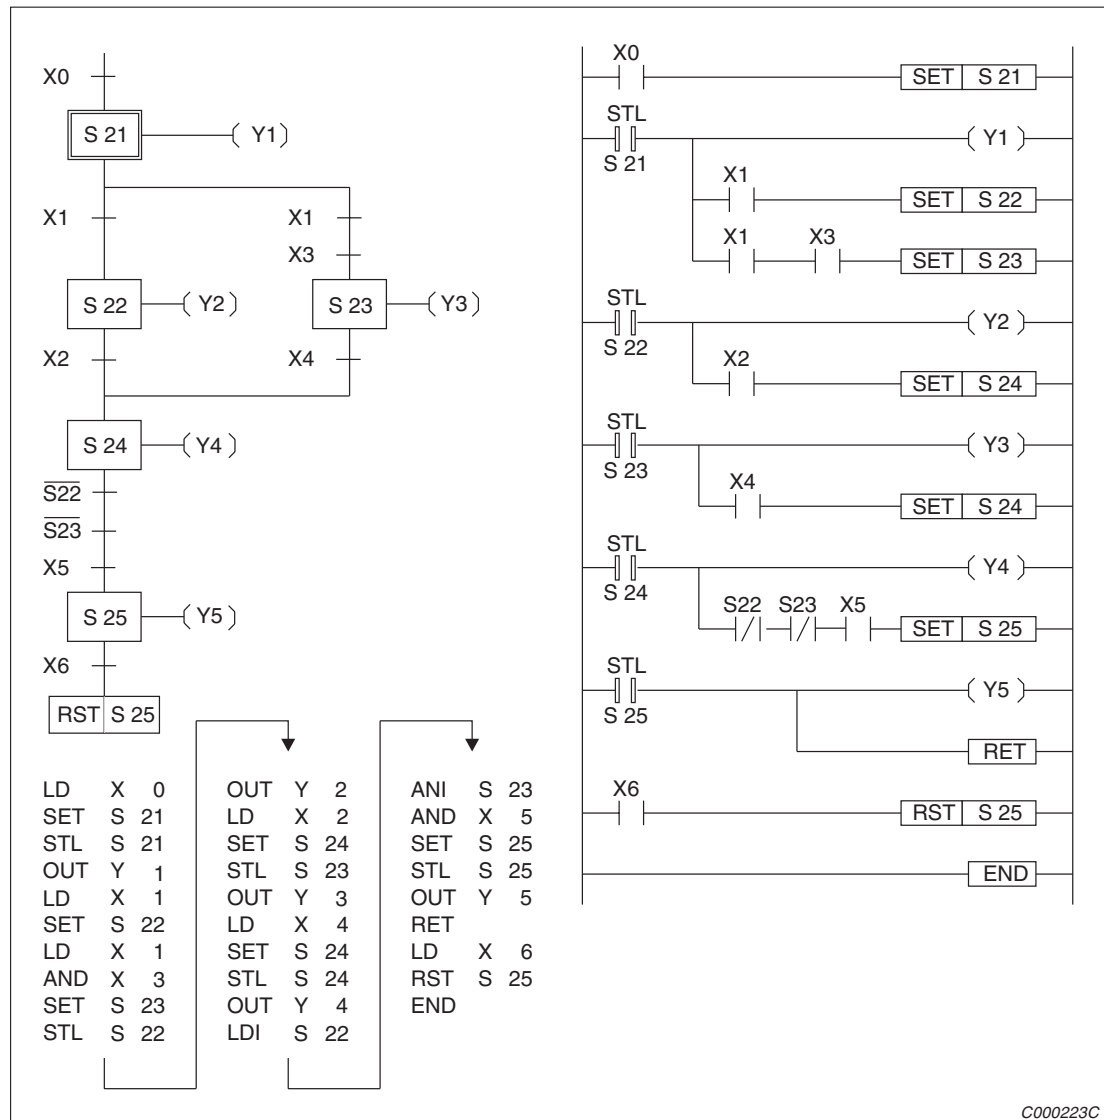 X0
S 21
Y1
X1
X1
X3
S 22
Y2
S 23
Y3
X2
X4
S 24
Y4
S̅2̅2̅
S̅2̅3̅
X5
S 25
Y5
X6
RST S 25
LD X 0
SET S 21
STL S 21
OUT Y 1
LD X 1
SET S 22
LD X 1
AND X 3
SET S 23
STL S 22
OUT Y 2
LD X 2
SET S 24
STL S 23
OUT Y 3
LD X 4
SET S 24
STL S 24
OUT Y 4
LDI S 22
ANI S 23
AND X 5
SET S 25
STL S 25
OUT Y 5
RET
LD X 6
RST S 25
END
X0
SET S 21
STL
Y1
S 21
X1
SET S 22
X1 X3
SET S 23
STL
Y2
S 22
X2
SET S 24
STL
Y3
S 23
X4
SET S 24
STL
Y4
S 24
S22 S23 X5
SET S 25
STL
Y5
S 25
RET
X6
RST S 25
END
C000223C